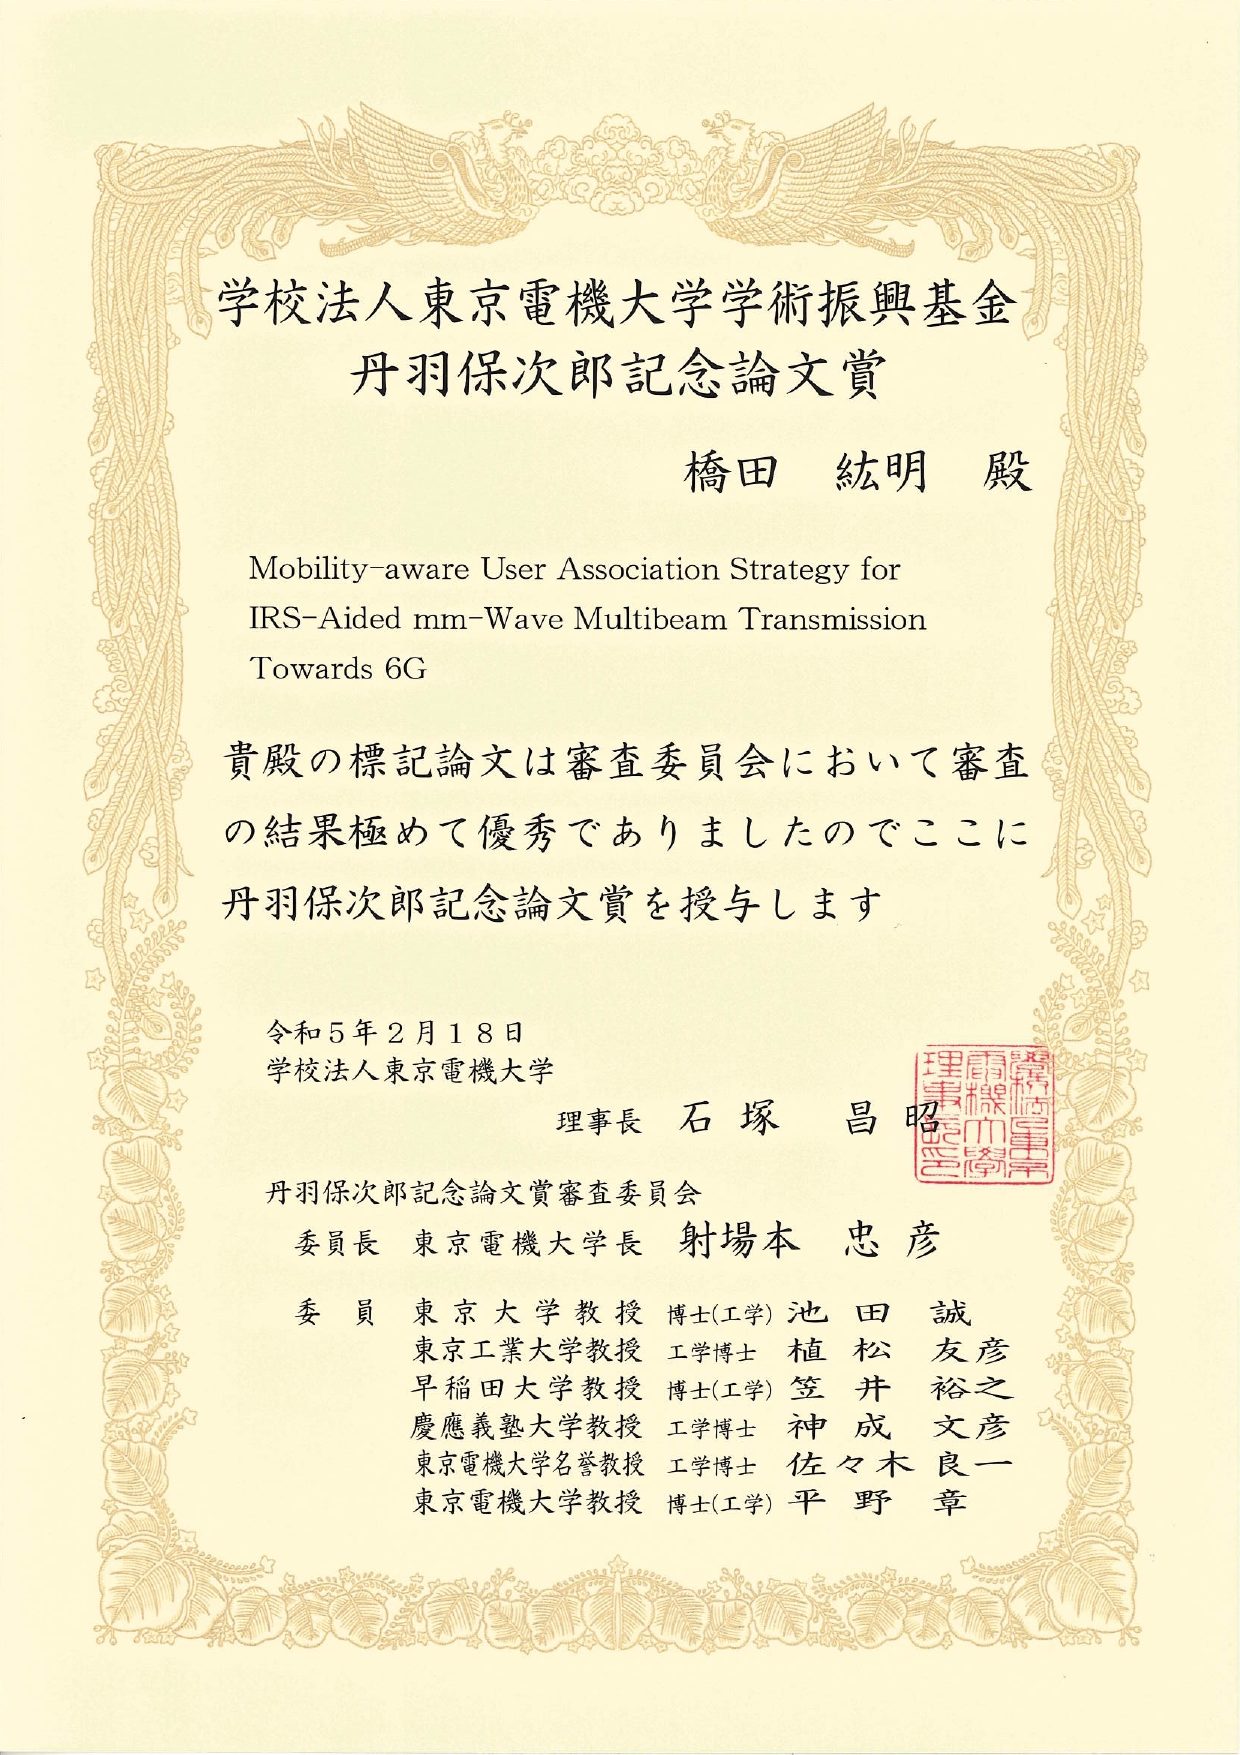 学校法人東京電機大学学術振興基金
丹羽保次郎記念論文賞
橋田 紘明 殿
Mobility-aware User Association Strategy for
IRS-Aided mm-Wave Multibeam Transmission
Towards 6G
貴殿の標記論文は審査委員会において審査
の結果極めて優秀でありましたのでここに
丹羽保次郎記念論文賞を授与します
令和5年2月18日
学校法人東京電機大学
理事長 石塚 昌昭
丹羽保次郎記念論文賞審査委員会
委員長 東京電機大学長 射場本 忠彦
委員 東京大学教授 博士(工学) 池田 誠
東京工業大学教授 工学博士 植松 友彦
早稲田大学教授 博士(工学) 笠井 裕之
慶應義塾大学教授 工学博士 神成 文彦
東京電機大学名誉教授 工学博士 佐々木 良一
東京電機大学教授 博士(工学) 平野 章